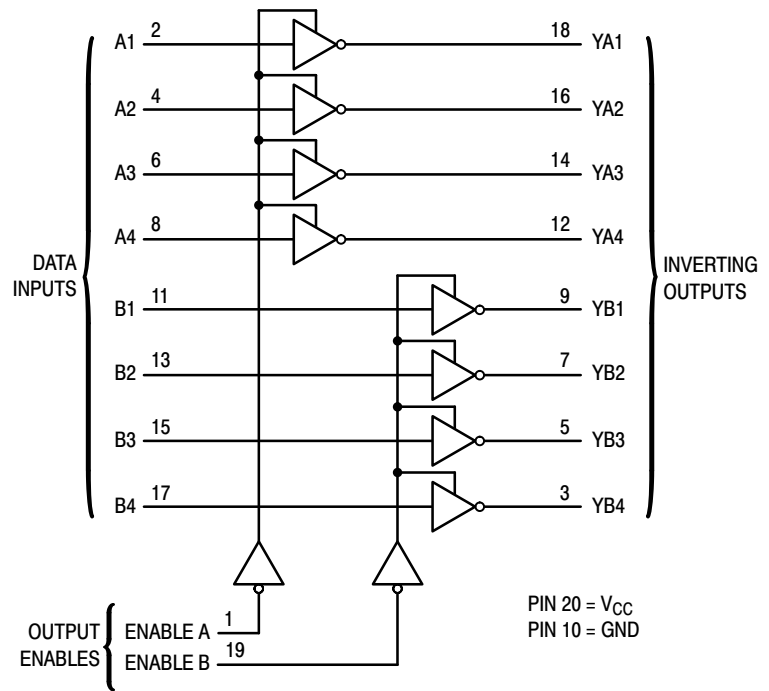 A1 2 18 YA1
A2 4 16 YA2
A3 6 14 YA3
A4 8 12 YA4
DATA
INPUTS
INVERTING
OUTPUTS
B1 11 9 YB1
B2 13 7 YB2
B3 15 5 YB3
B4 17 3 YB4
OUTPUT
ENABLES
ENABLE A 1
ENABLE B 19
PIN 20 = VCC
PIN 10 = GND